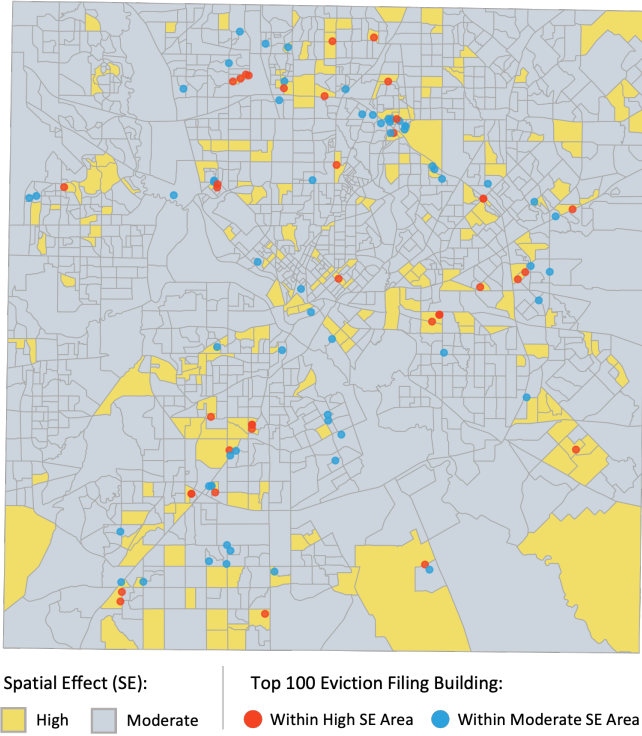 Spatial Effect (SE):
Top 100 Eviction Filing Building:
High
Moderate
Within High SE Area
Within Moderate SE Area